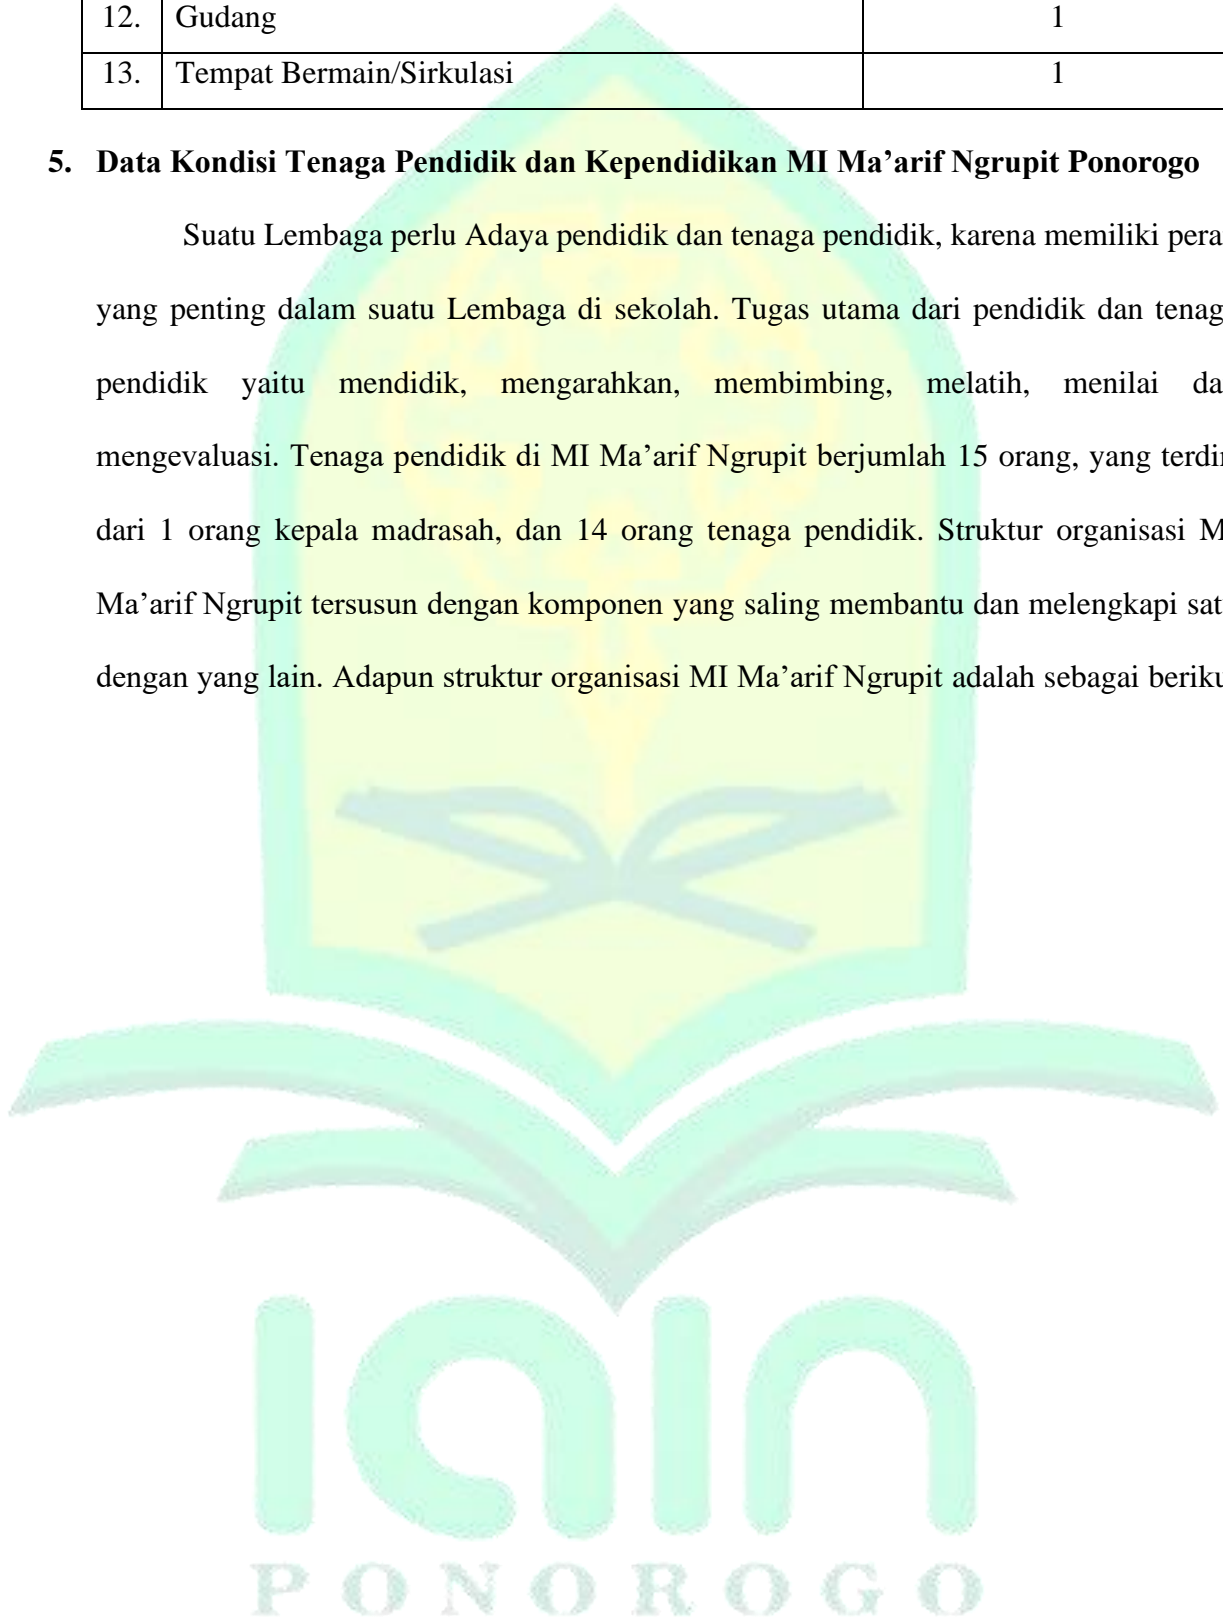 12. Gudang 1
13. Tempat Bermain/Sirkulasi 1
5. Data Kondisi Tenaga Pendidik dan Kependidikan MI Ma’arif Ngrupit Ponorogo
Suatu Lembaga perlu Adaya pendidik dan tenaga pendidik, karena memiliki pera
yang penting dalam suatu Lembaga di sekolah. Tugas utama dari pendidik dan tenag
pendidik yaitu mendidik, mengarahkan, membimbing, melatih, menilai da
mengevaluasi. Tenaga pendidik di MI Ma’arif Ngrupit berjumlah 15 orang, yang terdir
dari 1 orang kepala madrasah, dan 14 orang tenaga pendidik. Struktur organisasi M
Ma’arif Ngrupit tersusun dengan komponen yang saling membantu dan melengkapi sat
dengan yang lain. Adapun struktur organisasi MI Ma’arif Ngrupit adalah sebagai beriku
iain
PONOROGO